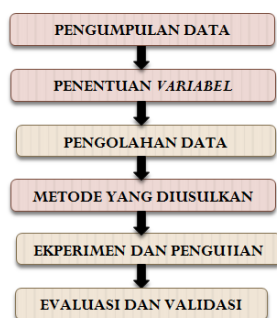 PENGUMPULAN DATA
PENENTUAN VARIABEL
PENGOLAHAN DATA
METODE YANG DIUSULKAN
EKPERIMEN DAN PENGUJIAN
EVALUASI DAN VALIDASI